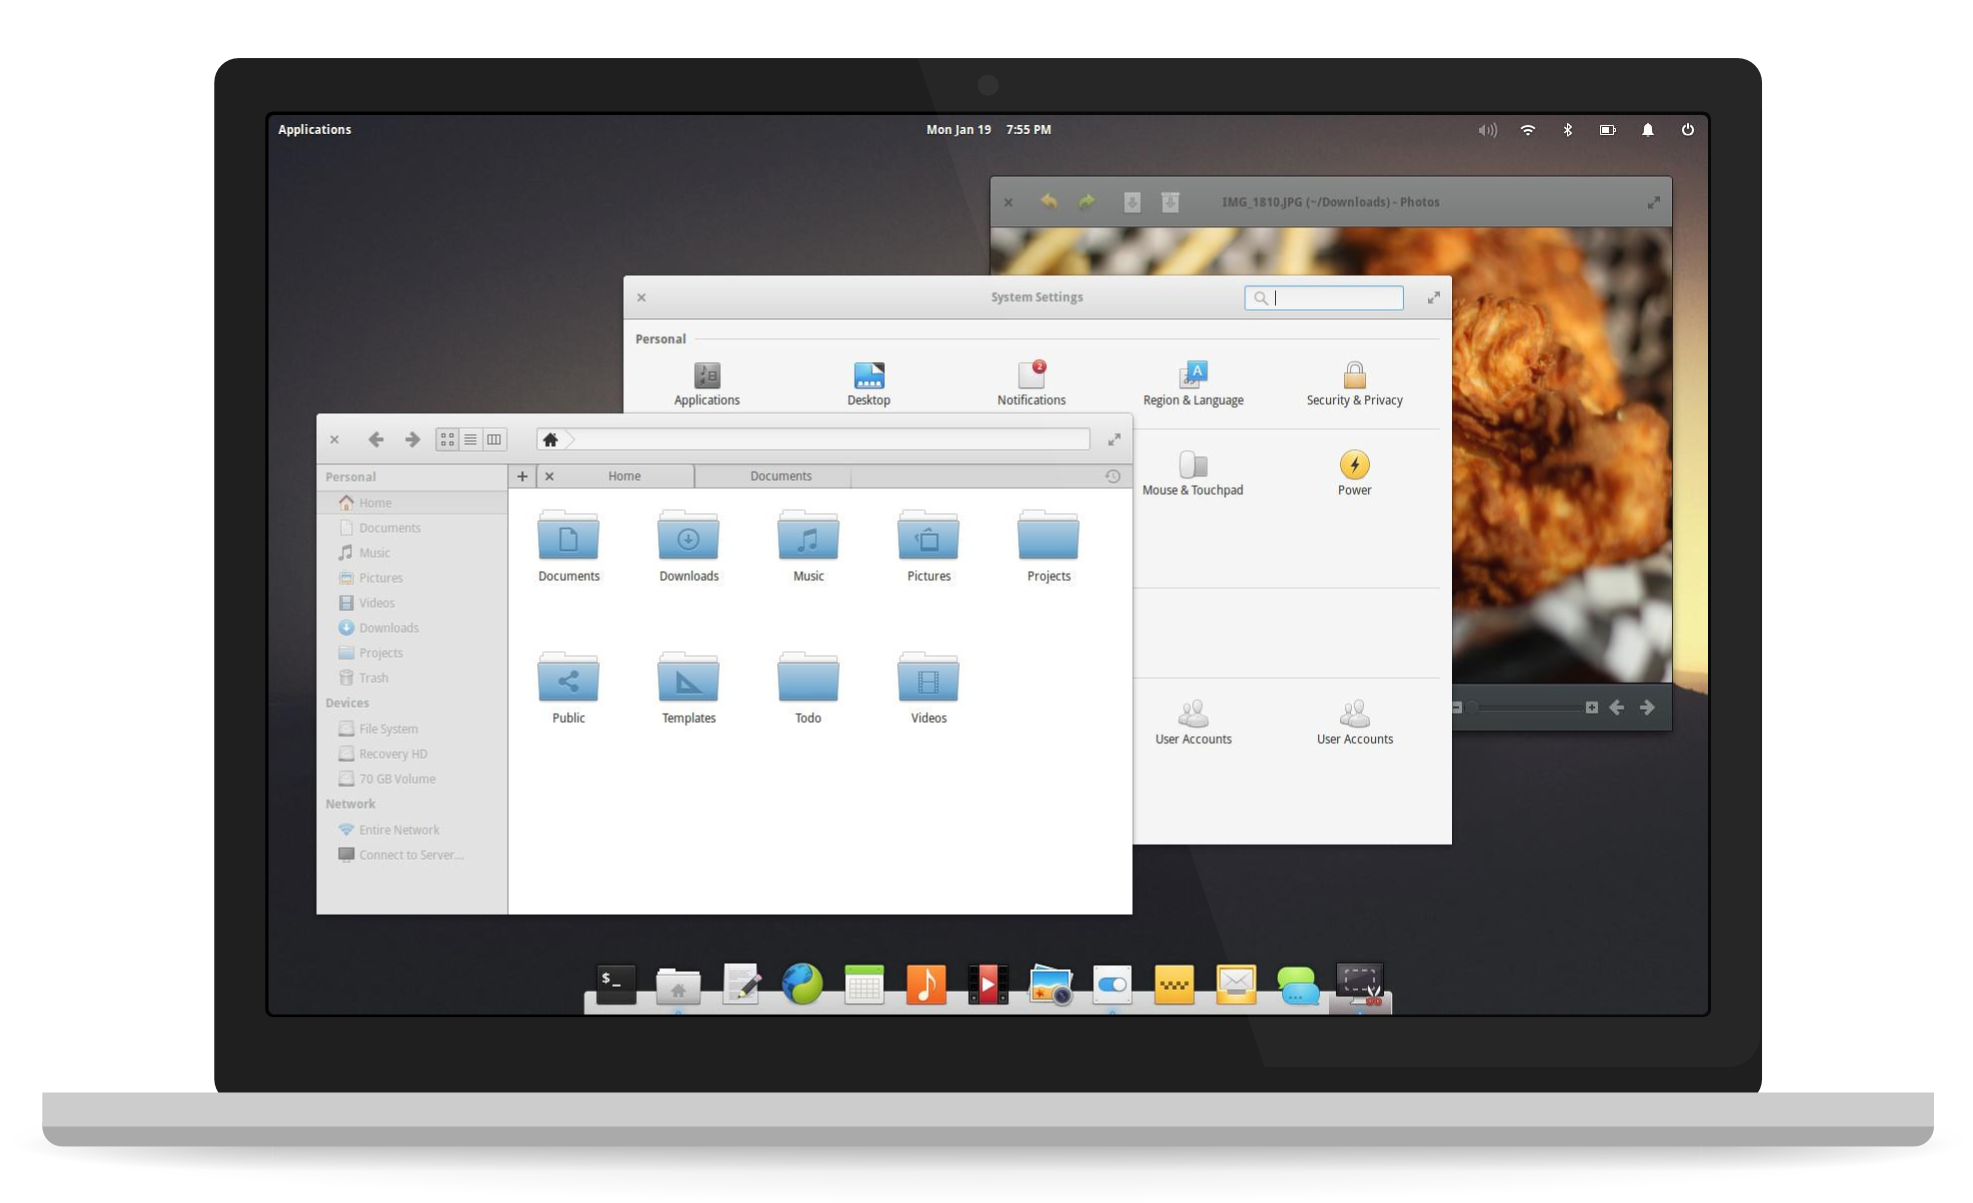 Applications
Mon Jan 19 7:55 PM
IMG_1810.JPG (~/Downloads) - Photos
System Settings
Personal
Applications
Desktop
Notifications
Region & Language
Security & Privacy
Mouse & Touchpad
Power
User Accounts
User Accounts
Personal
Home
Documents
Music
Pictures
Videos
Downloads
Projects
Trash
Devices
File System
Recovery HD
70 GB Volume
Network
Entire Network
Connect to Server...
Home
Documents
Documents
Downloads
Music
Pictures
Projects
Public
Templates
Todo
Videos
$_